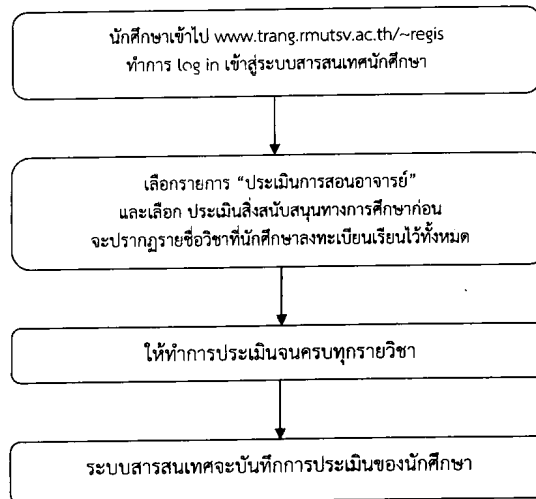 นักศึกษาเข้าไป www.trang.rmutsv.ac.th/~regis
ทำการ log in เข้าสู่ระบบสารสนเทศนักศึกษา
เลือกรายการ “ประเมินการสอนอาจารย์”
และเลือก ประเมินสิ่งสนับสนุนทางการศึกษาก่อน
จะปรากฏรายชื่อวิชาที่นักศึกษาลงทะเบียนเรียนไว้ทั้งหมด
ให้ทำการประเมินจนครบทุกรายวิชา
ระบบสารสนเทศจะบันทึกการประเมินของนักศึกษา